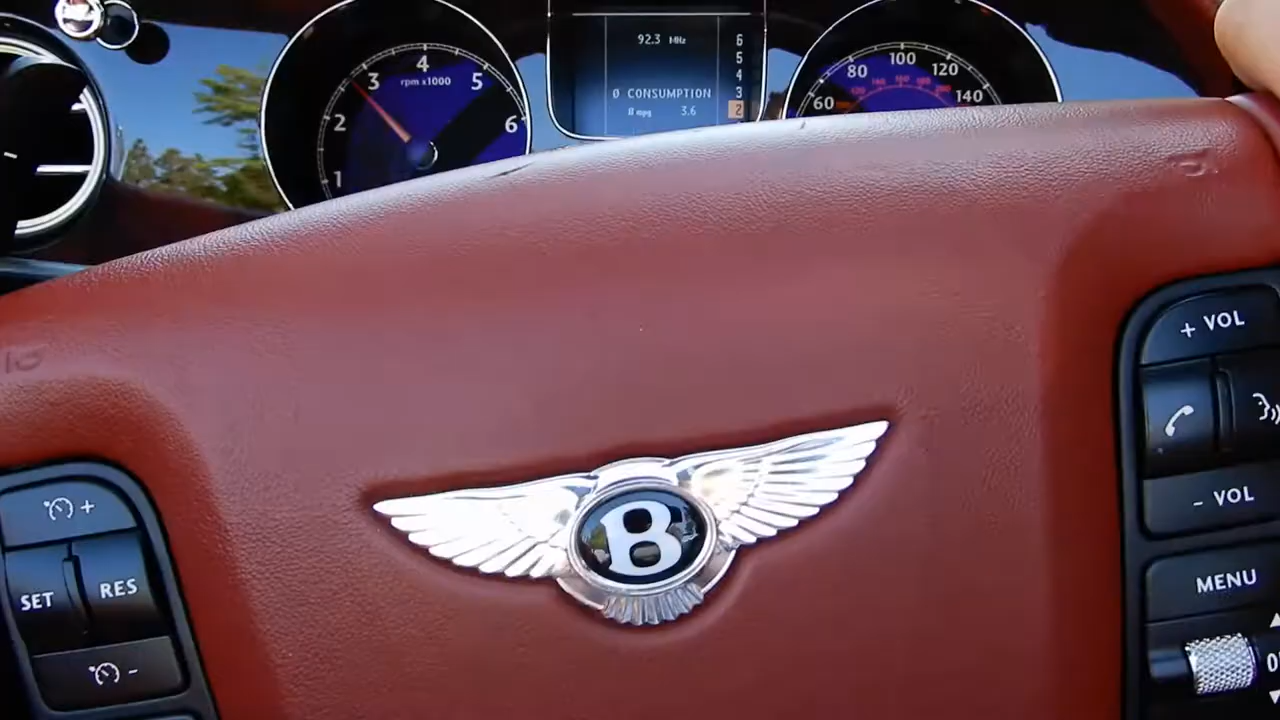 4
3
rpm x1000
5
2
6
1
92.3 MHz
6
5
4
3
2
Ø CONSUMPTION
Ø mpg 3.6
100
80
120
60
140
+ VOL
- VOL
MENU
B
+
SET
RES
-